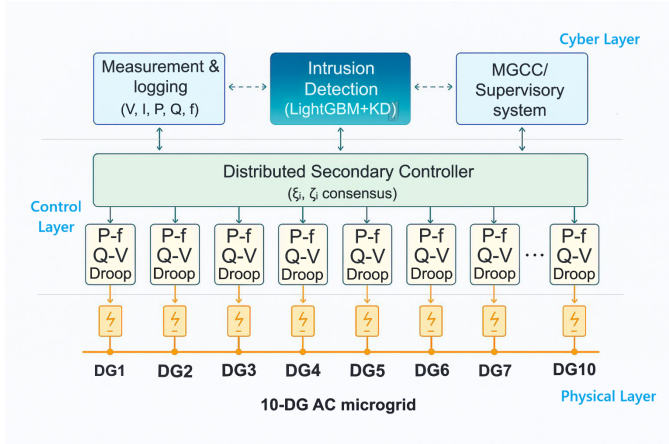 Cyber Layer
Measurement &
logging
(V, I, P, Q, f)
Intrusion
Detection
(LightGBM+KD))
MGCC/
Supervisory
system
Distributed Secondary Controller
(ξᵢ, ζᵢ consensus)
Control
Layer
P-f
Q-V
Droop
P-f
Q-V
Droop
P-f
Q-V
Droop
P-f
Q-V
Droop
P-f
Q-V
Droop
P-f
Q-V
Droop
P-f
Q-V
Droop
...
P-f
Q-V
Droop
DG1 DG2 DG3 DG4 DG5 DG6 DG7 DG10
Physical Layer
10-DG AC microgrid